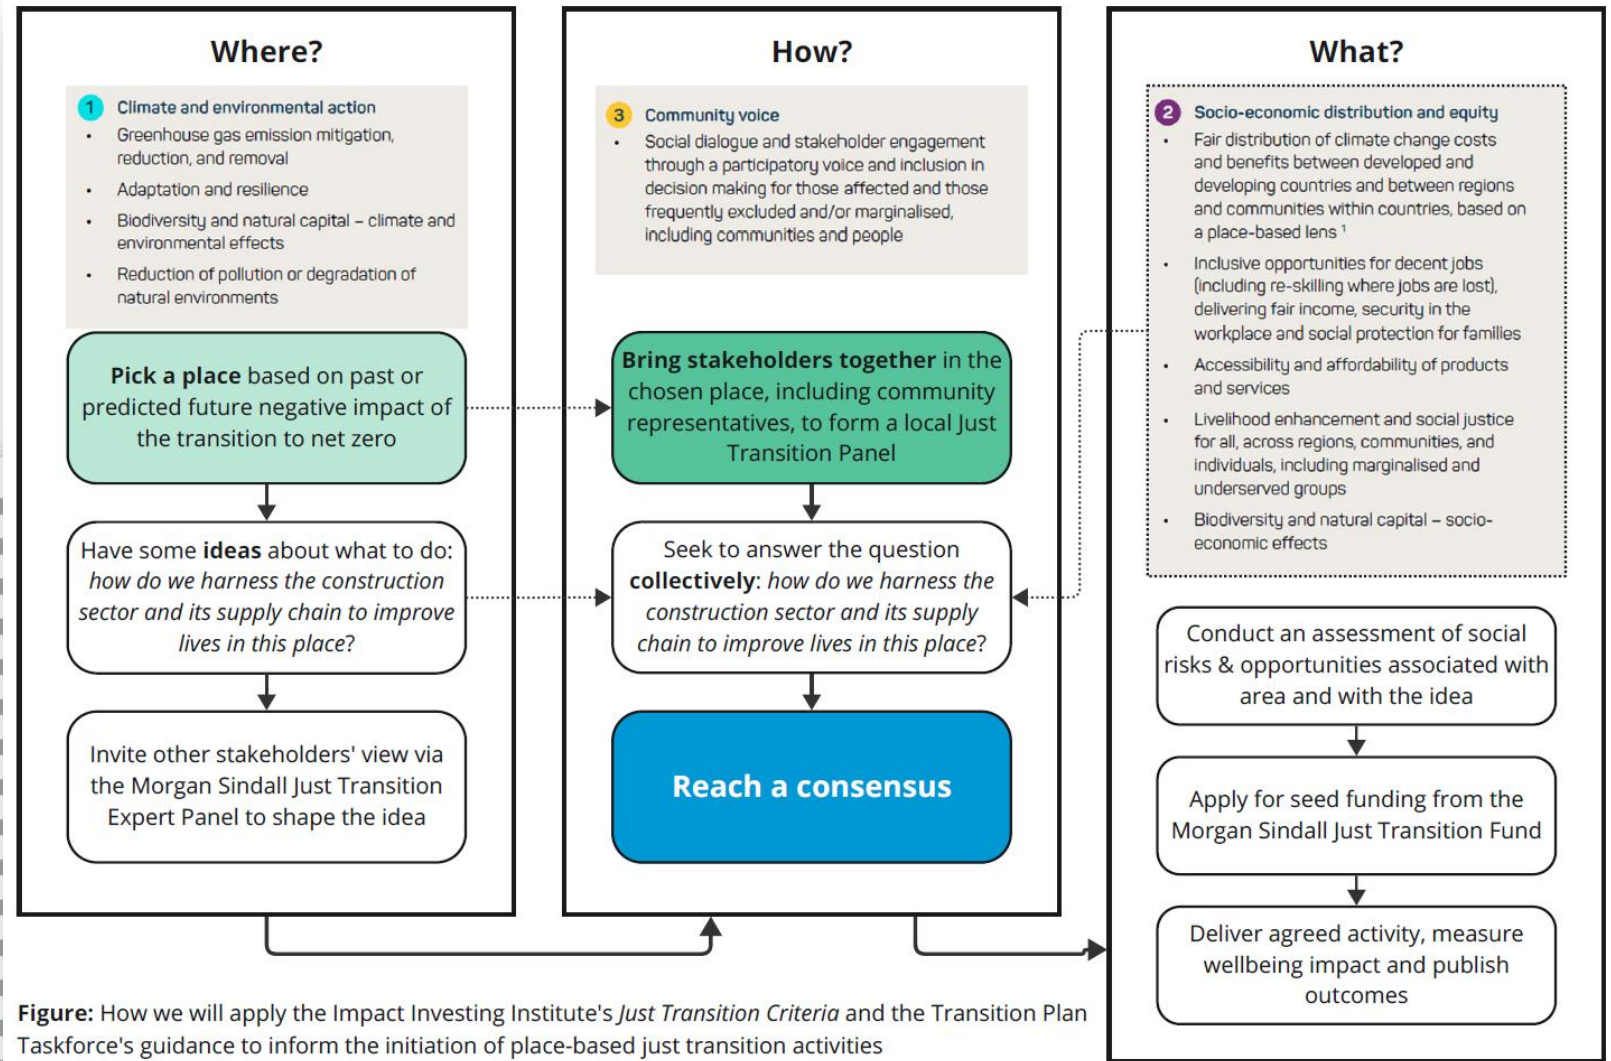 Where?
1 Climate and environmental action
• Greenhouse gas emission mitigation,
reduction, and removal
• Adaptation and resilience
• Biodiversity and natural capital – climate and
environmental effects
• Reduction of pollution or degradation of
natural environments
Pick a place based on past or
predicted future negative impact of
the transition to net zero
Have some ideas about what to do:
how do we harness the construction
sector and its supply chain to improve
lives in this place?
Invite other stakeholders' view via
the Morgan Sindall Just Transition
Expert Panel to shape the idea
How?
3 Community voice
• Social dialogue and stakeholder engagement
through a participatory voice and inclusion in
decision making for those affected and those
frequently excluded and/or marginalised,
including communities and people
Bring stakeholders together in the
chosen place, including community
representatives, to form a local Just
Transition Panel
Seek to answer the question
collectively: how do we harness the
construction sector and its supply
chain to improve lives in this place?
Reach a consensus
What?
2 Socio-economic distribution and equity
• Fair distribution of climate change costs
and benefits between developed and
developing countries and between regions
and communities within countries, based on
a place-based lens ¹
• Inclusive opportunities for decent jobs
(including re-skilling where jobs are lost),
delivering fair income, security in the
workplace and social protection for families
• Accessibility and affordability of products
and services
• Livelihood enhancement and social justice
for all, across regions, communities, and
individuals, including marginalised and
underserved groups
• Biodiversity and natural capital – socio-
economic effects
Conduct an assessment of social
risks & opportunities associated with
area and with the idea
Apply for seed funding from the
Morgan Sindall Just Transition Fund
Deliver agreed activity, measure
wellbeing impact and publish
outcomes
Figure: How we will apply the Impact Investing Institute's Just Transition Criteria and the Transition Plan
Taskforce's guidance to inform the initiation of place-based just transition activities